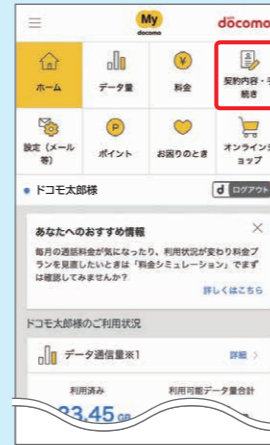 My
docomo
döcomo
ホーム
データ量
料金
契約内容・手
続き
設定（メール
等）
ポイント
お困りのとき
オンラインシ
ョップ
ドコモ太郎様
d ログアウト
あなたへのおすすめ情報
毎月の通話料金が気になったり、利用状況が変わり料金プ
ランを見直したいときは「料金シミュレーション」でまず
は確認してみませんか？
詳しくはこちら
ドコモ太郎様のご利用状況
データ通信量※1
詳細
利用済み
利用可能データ量合計
23.45 GB